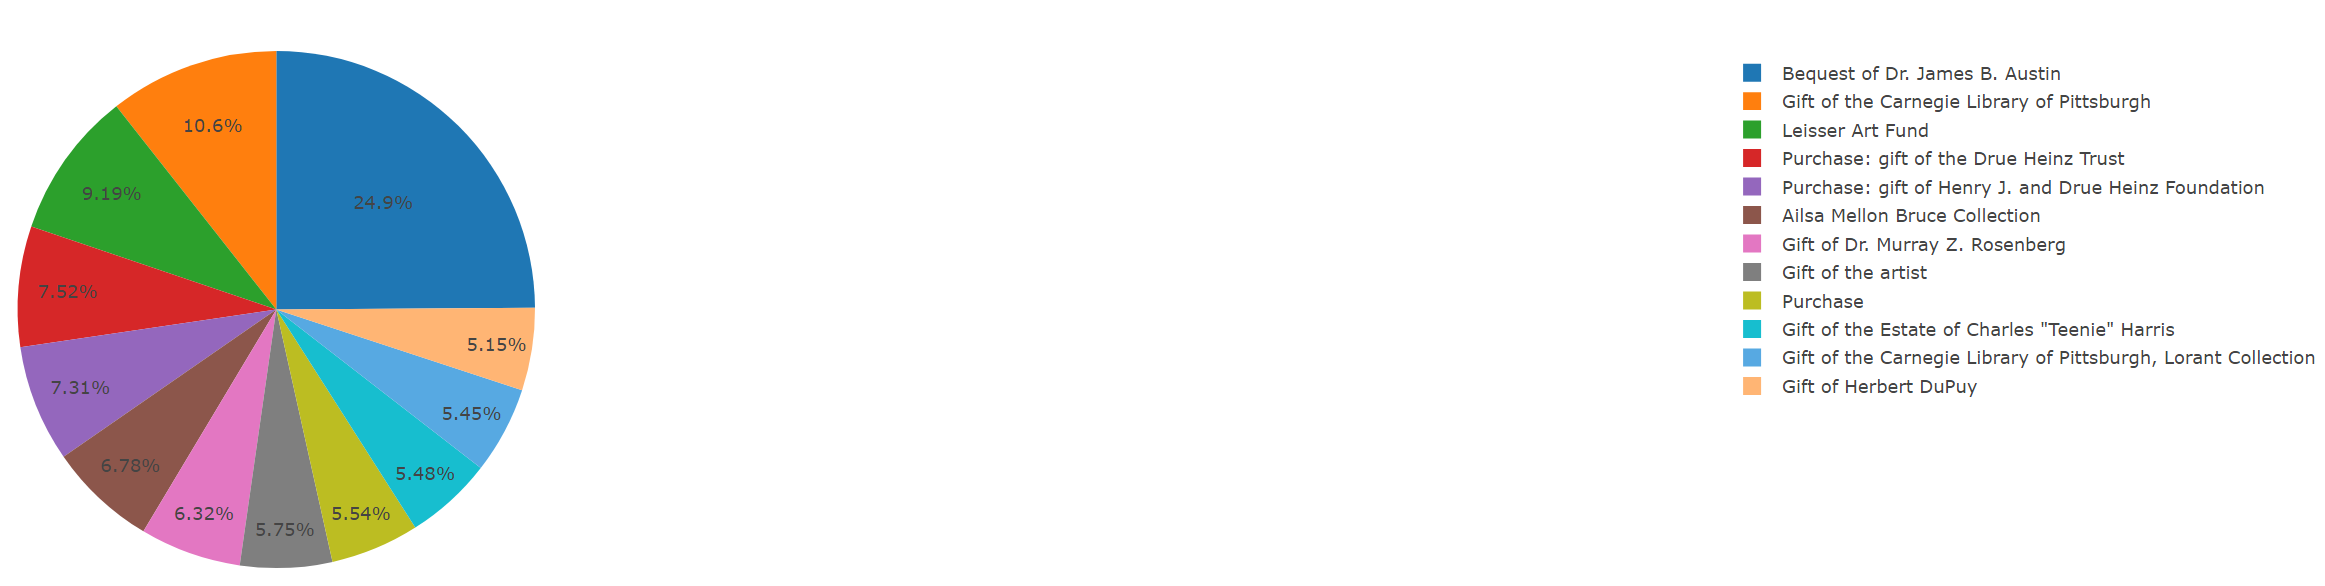 24.9%
10.6%
9.19%
7.52%
7.31%
6.78%
6.32%
5.75%
5.54%
5.48%
5.45%
5.15%
Bequest of Dr. James B. Austin
Gift of the Carnegie Library of Pittsburgh
Leisser Art Fund
Purchase: gift of the Drue Heinz Trust
Purchase: gift of Henry J. and Drue Heinz Foundation
Ailsa Mellon Bruce Collection
Gift of Dr. Murray Z. Rosenberg
Gift of the artist
Purchase
Gift of the Estate of Charles "Teenie" Harris
Gift of the Carnegie Library of Pittsburgh, Lorant Collection
Gift of Herbert DuPuy